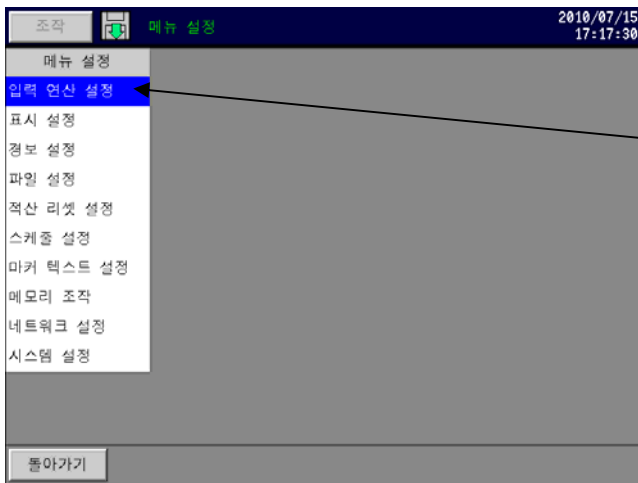 조작 메뉴 설정 2010/07/15
17:17:30
메뉴 설정
입력 연산 설정
표시 설정
경보 설정
파일 설정
적산 리셋 설정
스케줄 설정
마커 텍스트 설정
메모리 조작
네트워크 설정
시스템 설정
돌아가기